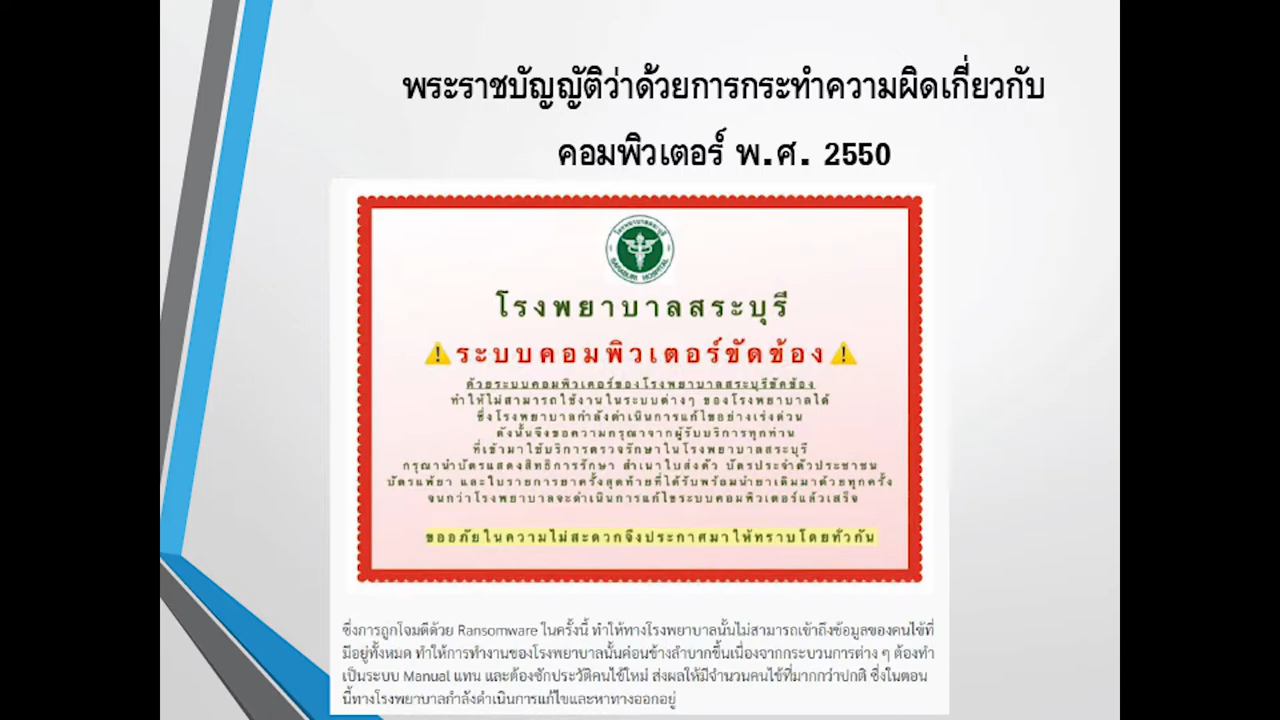 พระราชบัญญัติว่าด้วยการกระทำความผิดเกี่ยวกับ
คอมพิวเตอร์ พ.ศ. 2550
โรงพยาบาลสระบุรี
SARABURI HOSPITAL
โรงพยาบาลสระบุรี
ระบบคอมพิวเตอร์ขัดข้อง
ด้วยระบบคอมพิวเตอร์ของโรงพยาบาลสระบุรีขัดข้อง
ทำให้ไม่สามารถใช้งานในระบบต่างๆ ของโรงพยาบาลได้
ซึ่งโรงพยาบาลกำลังดำเนินการแก้ไขอย่างเร่งด่วน
ดังนั้นจึงขอความกรุณาจากผู้รับบริการทุกท่าน
ที่เข้ามาใช้บริการตรวจรักษาในโรงพยาบาลสระบุรี
กรุณานำบัตรแสดงสิทธิการรักษา สำเนาใบส่งตัว บัตรประจำตัวประชาชน
บัตรแพ้ยา และใบรายการยาครั้งสุดท้ายที่ได้รับพร้อมนำยาเดิมมาด้วยทุกครั้ง
จนกว่าโรงพยาบาลจะดำเนินการแก้ไขระบบคอมพิวเตอร์แล้วเสร็จ
ขออภัยในความไม่สะดวกจึงประกาศมาให้ทราบโดยทั่วกัน
ซึ่งการถูกโจมตีด้วย Ransomware ในครั้งนี้ ทำให้ทางโรงพยาบาลนั้นไม่สามารถเข้าถึงข้อมูลของคนไข้ที่
มีอยู่ทั้งหมด ทำให้การทำงานของโรงพยาบาลนั้นค่อนข้างลำบากขึ้นเนื่องจากกระบวนการต่าง ๆ ต้องทำ
เป็นระบบ Manual แทน และต้องซักประวัติคนไข้ใหม่ ส่งผลให้มีจำนวนคนไข้ที่มากกว่าปกติ ซึ่งในตอน
นี้ทางโรงพยาบาลกำลังดำเนินการแก้ไขและหาทางออกอยู่